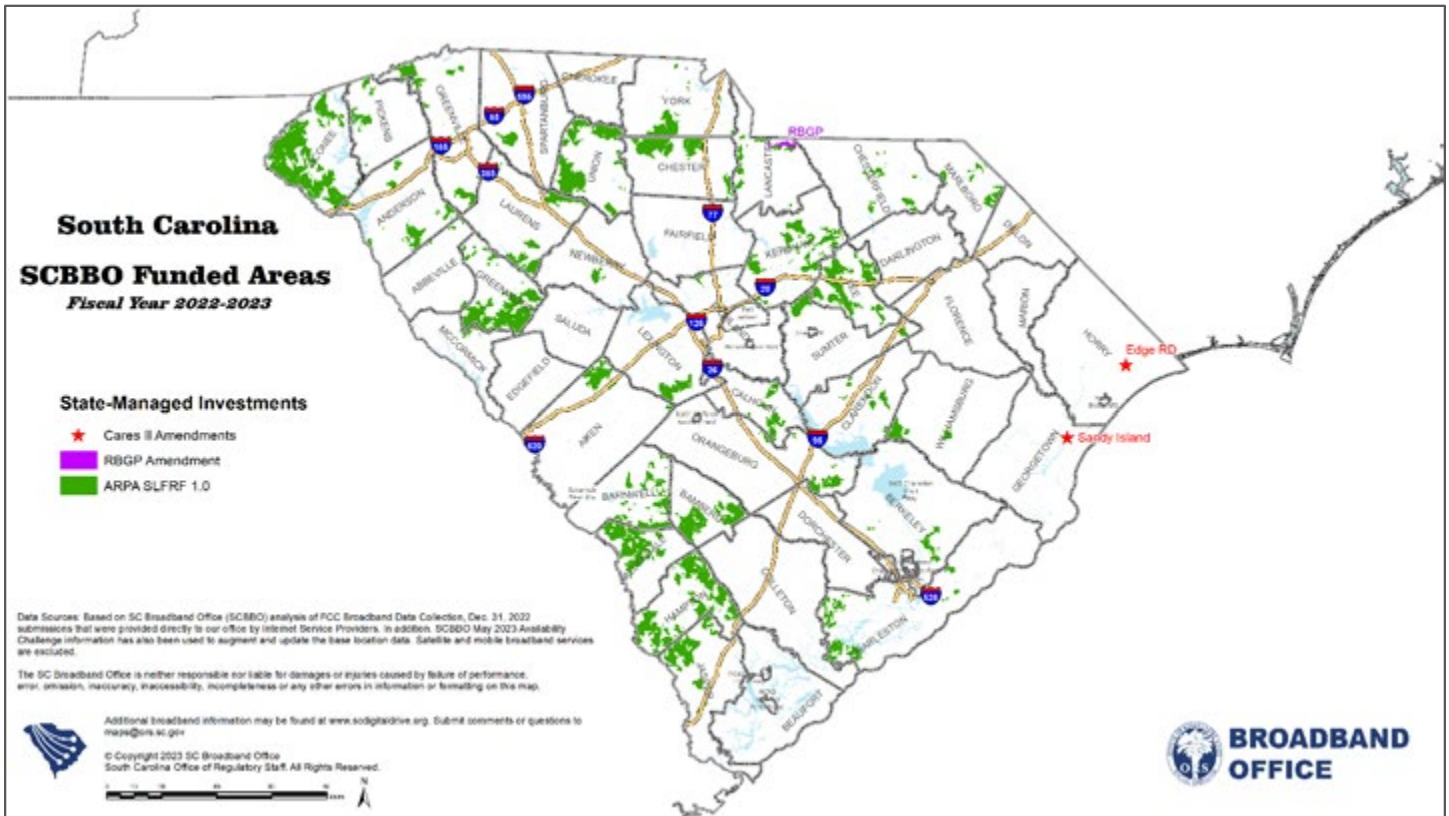 South Carolina
SCBBO Funded Areas
Fiscal Year 2022-2023
State-Managed Investments
Cares II Amendments
RBGP Amendment
ARPA SLFRF 1.0
OCONEE
PICKENS
GREENVILLE
SPARTANBURG
CHEROKEE
YORK
UNION
CHESTER
LANCASTER
RBGP
CHESTERFIELD
MARLBORO
ANDERSON
LAURENS
FAIRFIELD
DARLINGTON
DILLON
ABBEVILLE
NEWBERRY
SALUDA
MCCORMICK
EDGEFIELD
LEXINGTON
SUMTER
FLORENCE
MARION
HORRY
Edge RD
AIKEN
CALHOUN
CLARENDON
WILLIAMSBURG
GEORGETOWN
Sandy Island
ORANGEBURG
BARNWELL
BAMBERG
DORCHESTER
BERKELEY
HAMPTON
COLLETON
CHARLESTON
BEAUFORT
385
77
20
126
26
95
520
526
Data Sources: Based on SC Broadband Office (SCBBO) analysis of FCC Broadband Data Collection, Dec. 31, 2022
submissions that were provided directly to our office by Internet Service Providers. In addition, SCBBO May 2023 Availability
Challenge information has also been used to augment and update the base location data. Satellite and mobile broadband services
are excluded.
The SC Broadband Office is neither responsible nor liable for damages or injuries caused by failure of performance,
error, omission, inaccuracy, inaccessibility, incompleteness or any other errors in information or formatting on this map.
Additional broadband information may be found at www.scdigitaldrive.org. Submit comments or questions to
maps@ors.sc.gov
© Copyright 2023 SC Broadband Office
South Carolina Office of Regulatory Staff. All Rights Reserved.
N
ORS
BROADBAND
OFFICE